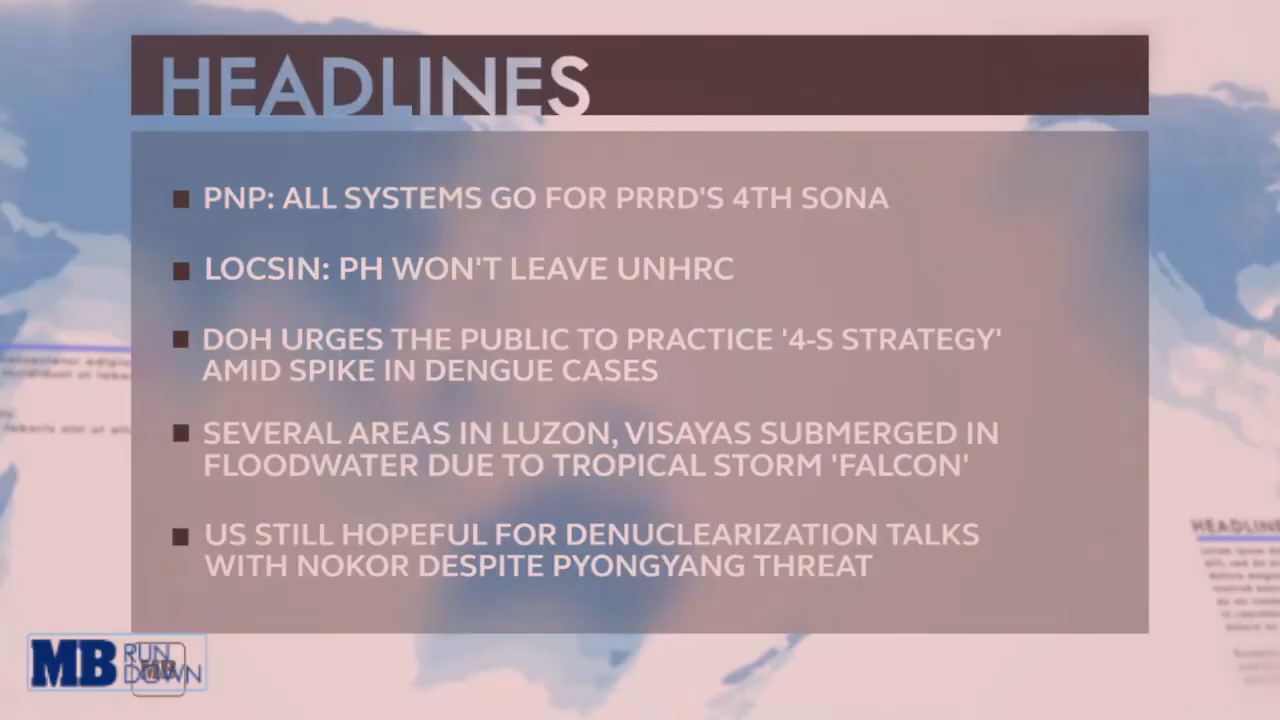 HEADLINES
PNP: ALL SYSTEMS GO FOR PRRD'S 4TH SONA
LOCSIN: PH WON'T LEAVE UNHRC
DOH URGES THE PUBLIC TO PRACTICE '4-S STRATEGY'
AMID SPIKE IN DENGUE CASES
SEVERAL AREAS IN LUZON, VISAYAS SUBMERGED IN
FLOODWATER DUE TO TROPICAL STORM 'FALCON'
US STILL HOPEFUL FOR DENUCLEARIZATION TALKS
WITH NOKOR DESPITE PYONGYANG THREAT
HEADLINE
MB RUN
DOWN